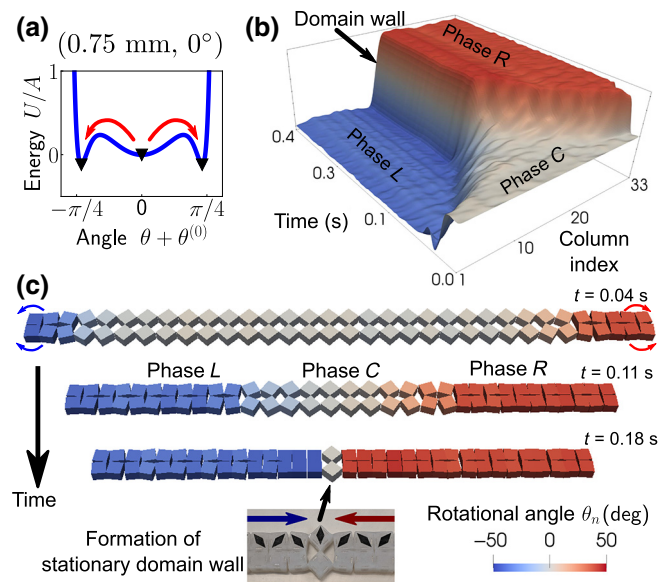 (a)
(0.75 mm, 0°)
Energy U/A
1
0
−π/4
0
π/4
Angle θ + θ⁽⁰⁾
(b)
Domain wall
Phase R
Phase L
Phase C
0.4
0.3
0.1
0.0
Time (s)
1
10
20
33
Column
index
(c)
t = 0.04 s
Phase L
Phase C
Phase R
t = 0.11 s
t = 0.18 s
Time
Formation of
stationary domain wall
Rotational angle θₙ(deg)
−50
0
50